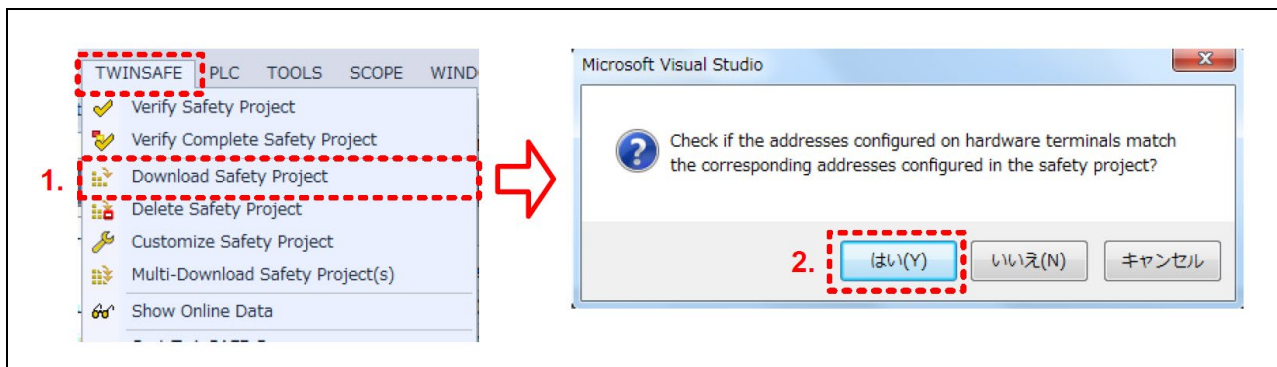 TWINSAFE PLC TOOLS SCOPE WIND
Verify Safety Project
Verify Complete Safety Project
1.
Download Safety Project
Delete Safety Project
Customize Safety Project
Multi-Download Safety Project(s)
Show Online Data
Microsoft Visual Studio
Check if the addresses configured on hardware terminals match
the corresponding addresses configured in the safety project?
2.
はい(Y) いいえ(N) キャンセル